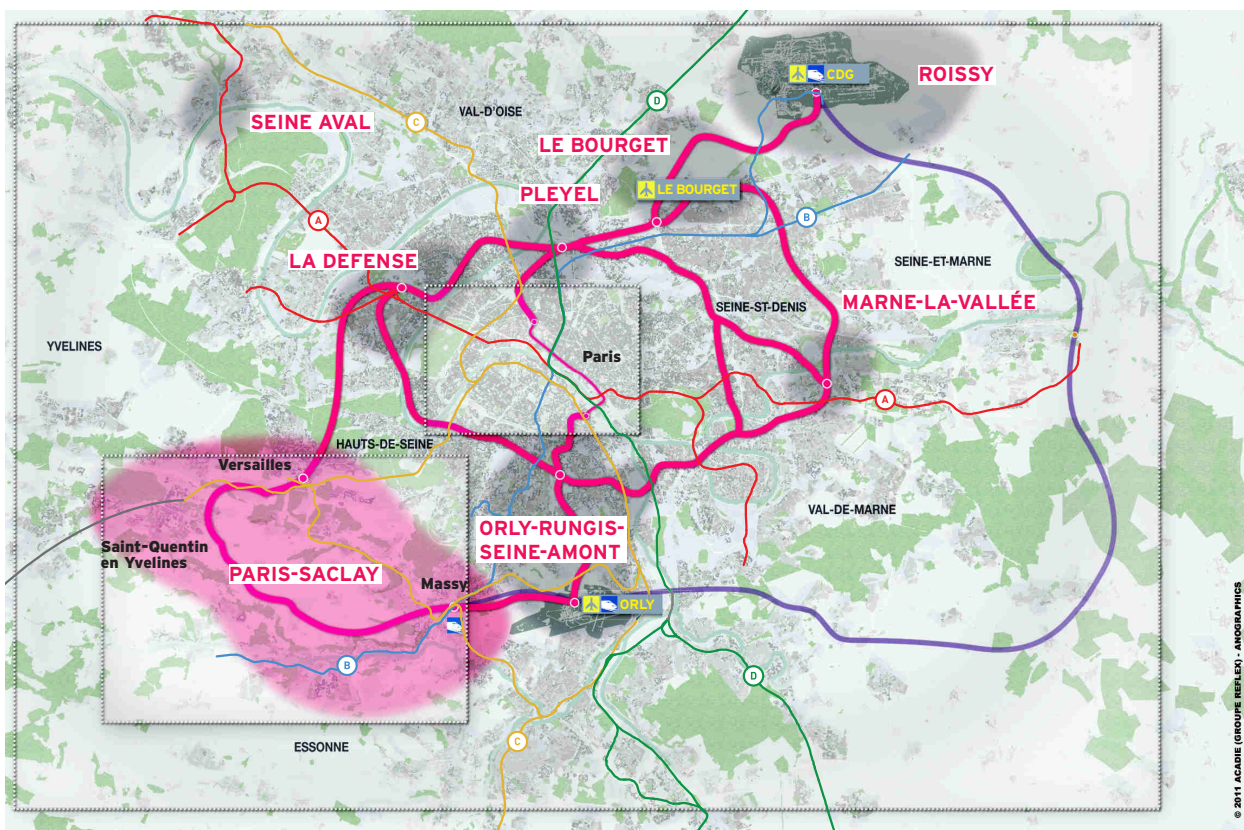 CDG
ROISSY
D
VAL-D'OISE
SEINE AVAL
C
LE BOURGET
LE BOURGET
PLEYEL
A
B
LA DEFENSE
SEINE-ET-MARNE
MARNE-LA-VALLÉE
SEINE-ST-DENIS
YVELINES
Paris
A
HAUTS-DE-SEINE
Versailles
VAL-DE-MARNE
ORLY-RUNGIS-
SEINE-AMONT
Saint-Quentin
en Yvelines
PARIS-SACLAY
Massy
ORLY
B
D
C
ESSONNE
© 2011 ACADIE (GROUPE REFLEX) - ANOGRAPHICS